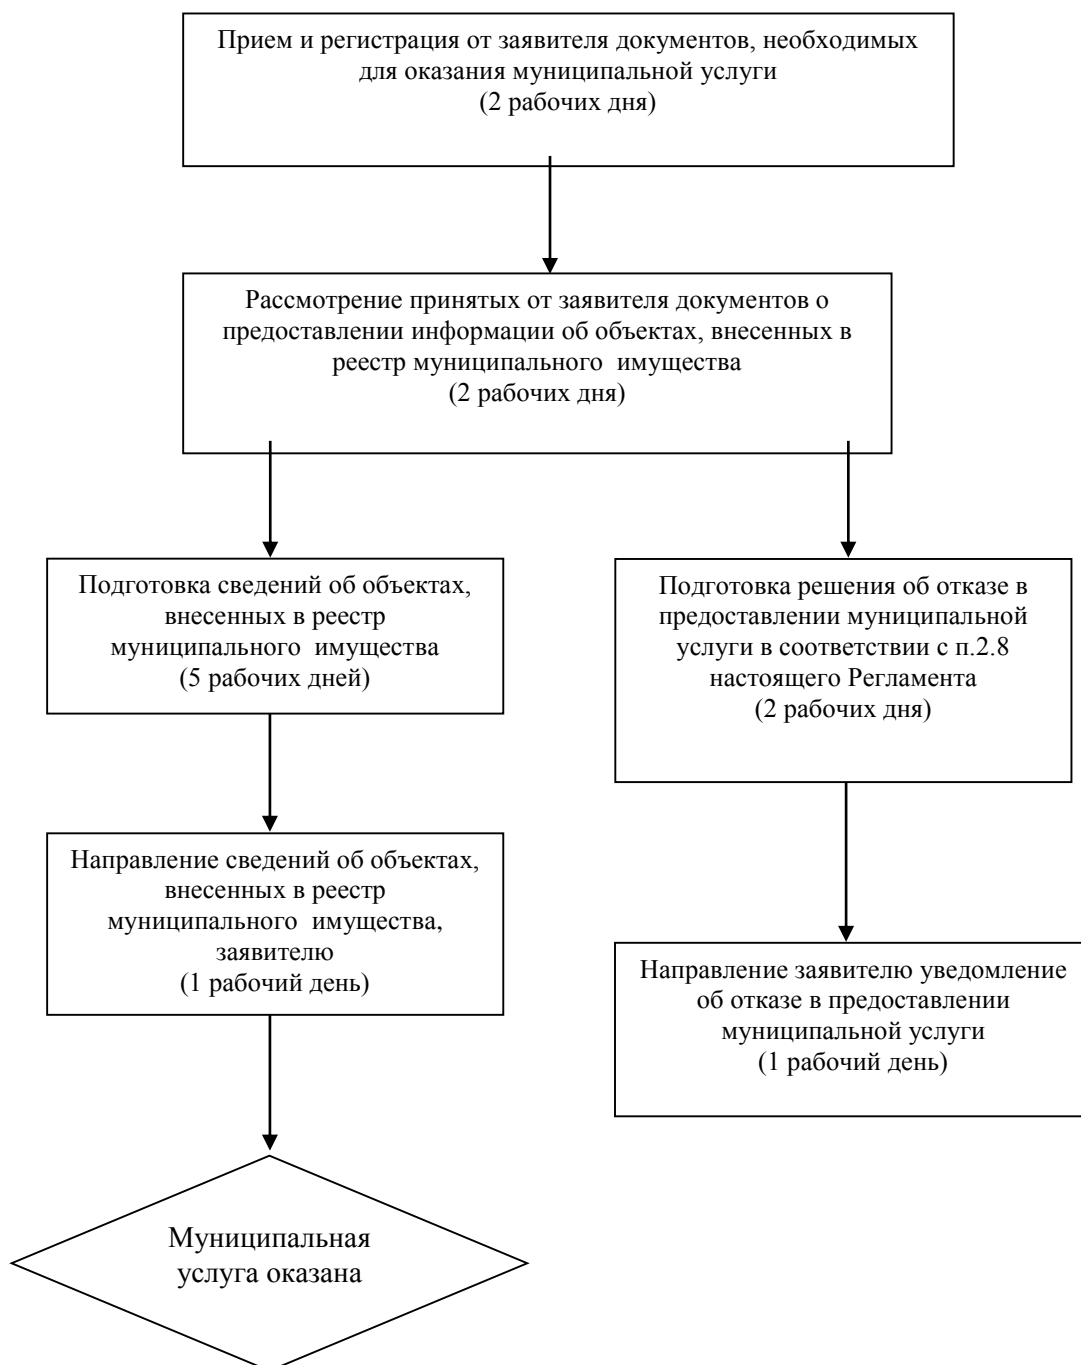 Прием и регистрация от заявителя документов, необходимых
для оказания муниципальной услуги
(2 рабочих дня)
Рассмотрение принятых от заявителя документов о
предоставлении информации об объектах, внесенных в
реестр муниципального имущества
(2 рабочих дня)
Подготовка сведений об объектах,
внесенных в реестр
муниципального имущества
(5 рабочих дней)
Подготовка решения об отказе в
предоставлении муниципальной
услуги в соответствии с п.2.8
настоящего Регламента
(2 рабочих дня)
Направление сведений об объектах,
внесенных в реестр
муниципального имущества,
заявителю
(1 рабочий день)
Направление заявителю уведомление
об отказе в предоставлении
муниципальной услуги
(1 рабочий день)
Муниципальная
услуга оказана